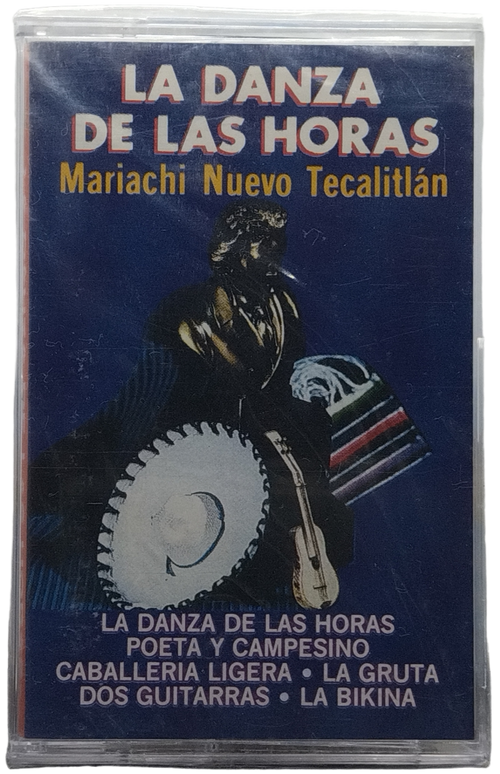 LA DANZA
DE LAS HORAS
Mariachi Nuevo Tecalitlán
LA DANZA DE LAS HORAS
POETA Y CAMPESINO
CABALLERIA LIGERA • LA GRUTA
DOS GUITARRAS • LA BIKINA